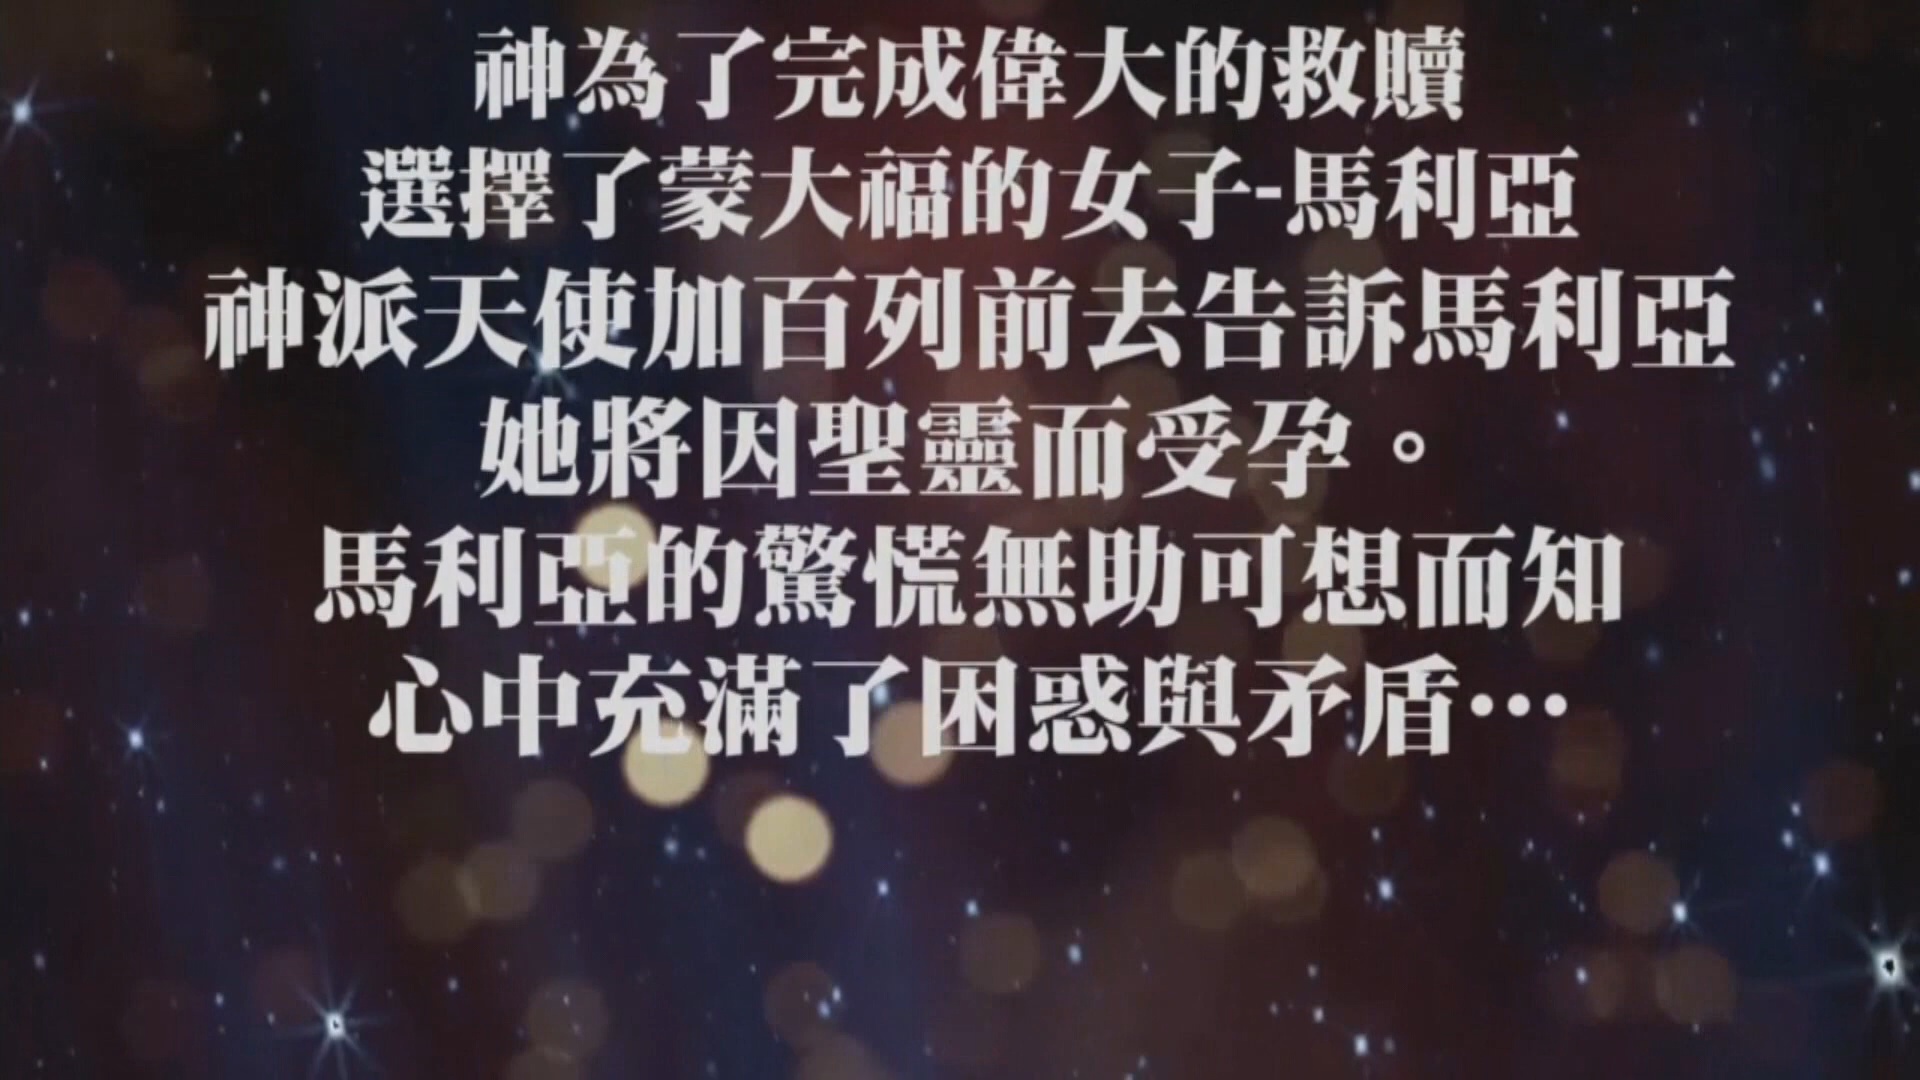 神為了完成偉大的救贖
選擇了蒙大福的女子-馬利亞
神派天使加百列前去告訴馬利亞
她將因聖靈而受孕。
馬利亞的驚慌無助可想而知
心中充滿了困惑與矛盾…